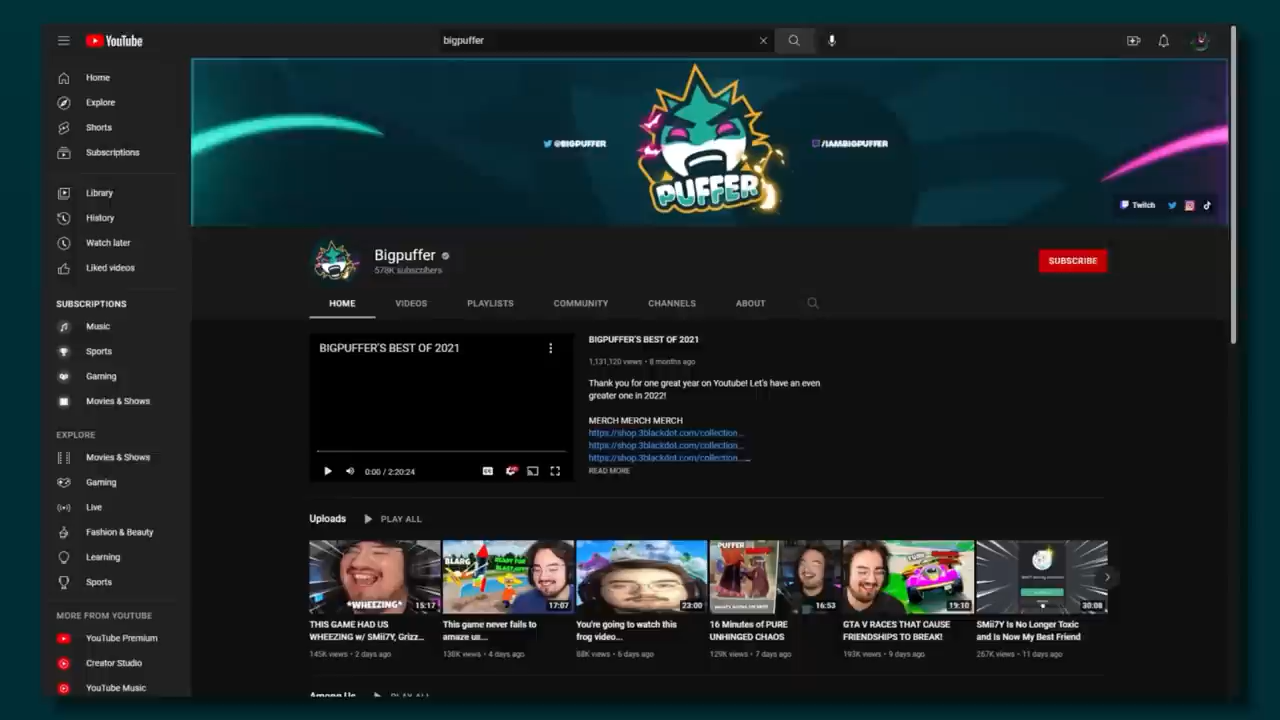 YouTube
bigpuffer
Home
Explore
Shorts
Subscriptions
Library
History
Watch later
Liked videos
SUBSCRIPTIONS
Music
Sports
Gaming
Movies & Shows
EXPLORE
Movies & Shows
Gaming
Live
Fashion & Beauty
Learning
Sports
MORE FROM YOUTUBE
YouTube Premium
Creator Studio
YouTube Music
@BIGPUFFER
PUFFER
/IAMBIGPUFFER
Twitch
Bigpuffer
578K subscribers
SUBSCRIBE
HOME VIDEOS PLAYLISTS COMMUNITY CHANNELS ABOUT
BIGPUFFER'S BEST OF 2021
0:00 / 2:20:24
BIGPUFFER'S BEST OF 2021
1,131,120 views • 8 months ago
Thank you for one great year on Youtube! Let's have an even
greater one in 2022!
MERCH MERCH MERCH
https://shop.3blackdot.com/collection...
https://shop.3blackdot.com/collection...
https://shop.3blackdot.com/collection...
READ MORE
Uploads PLAY ALL
*WHEEZING*
15:17
THIS GAME HAD US
WHEEZING w/ SMii7Y, Grizz...
145K views • 2 days ago
BLARG
READY FOR
BLAST
17:07
This game never fails to
amaze us...
138K views • 4 days ago
23:00
You're going to watch this
frog video...
88K views • 6 days ago
PUFFER
16:53
16 Minutes of PURE
UNHINGED CHAOS
129K views • 7 days ago
19:10
GTA V RACES THAT CAUSE
FRIENDSHIPS TO BREAK!
193K views • 9 days ago
30:08
SMii7Y Is No Longer Toxic
and Is Now My Best Friend
267K views • 11 days ago
Among Us PLAY ALL